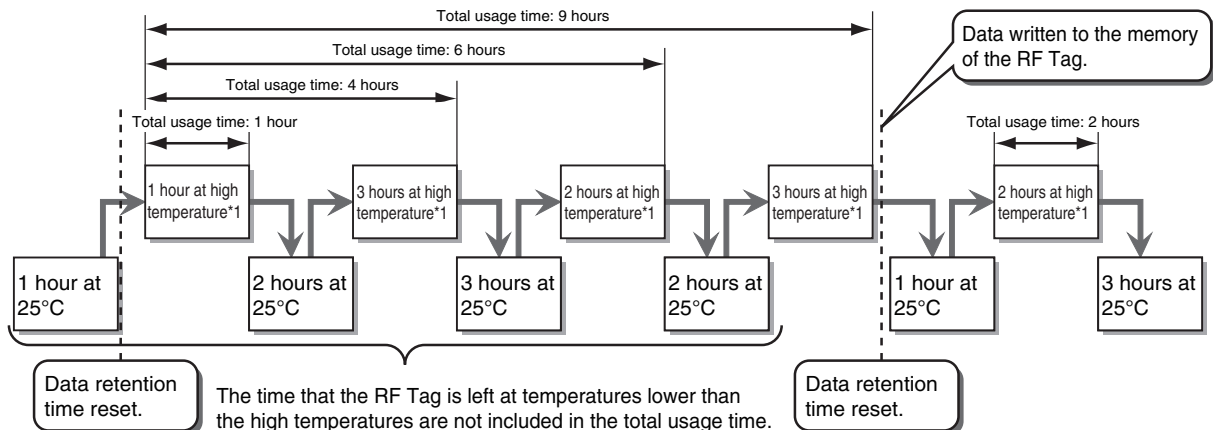 Total usage time: 9 hours
Data written to the memory
of the RF Tag.
Total usage time: 6 hours
Total usage time: 4 hours
Total usage time: 1 hour
Total usage time: 2 hours
1 hour at high
temperature*1
3 hours at high
temperature*1
2 hours at high
temperature*1
3 hours at high
temperature*1
2 hours at high
temperature*1
1 hour at
25°C
2 hours at
25°C
3 hours at
25°C
2 hours at
25°C
1 hour at
25°C
3 hours at
25°C
Data retention
time reset.
The time that the RF Tag is left at temperatures lower than
the high temperatures are not included in the total usage time.
Data retention
time reset.